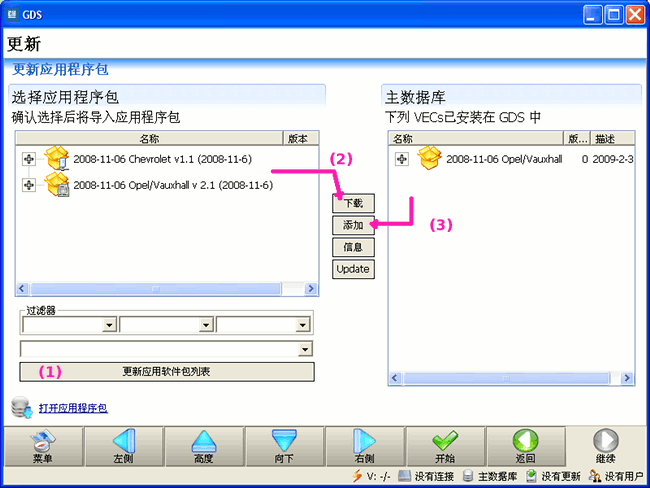 GDS
更新
更新应用程序包
选择应用程序包
确认选择后将导入应用程序包
名称 版本
2008-11-06 Chevrolet v1.1 (2008-11-6)
2008-11-06 Opel/Vauxhall v 2.1 (2008-11-6)
(2)
下载
添加
(3)
信息
Update
主数据库
下列 VECs已安装在 GDS 中
名称 版... 描述
2008-11-06 Opel/Vauxhall 0 2009-2-3
过滤器
(1) 更新应用软件包列表
打开应用程序包
菜单 左侧 高度 向下 右侧 开始 返回 继续
V: -/- 没有连接 主数据库 没有更新 没有用户